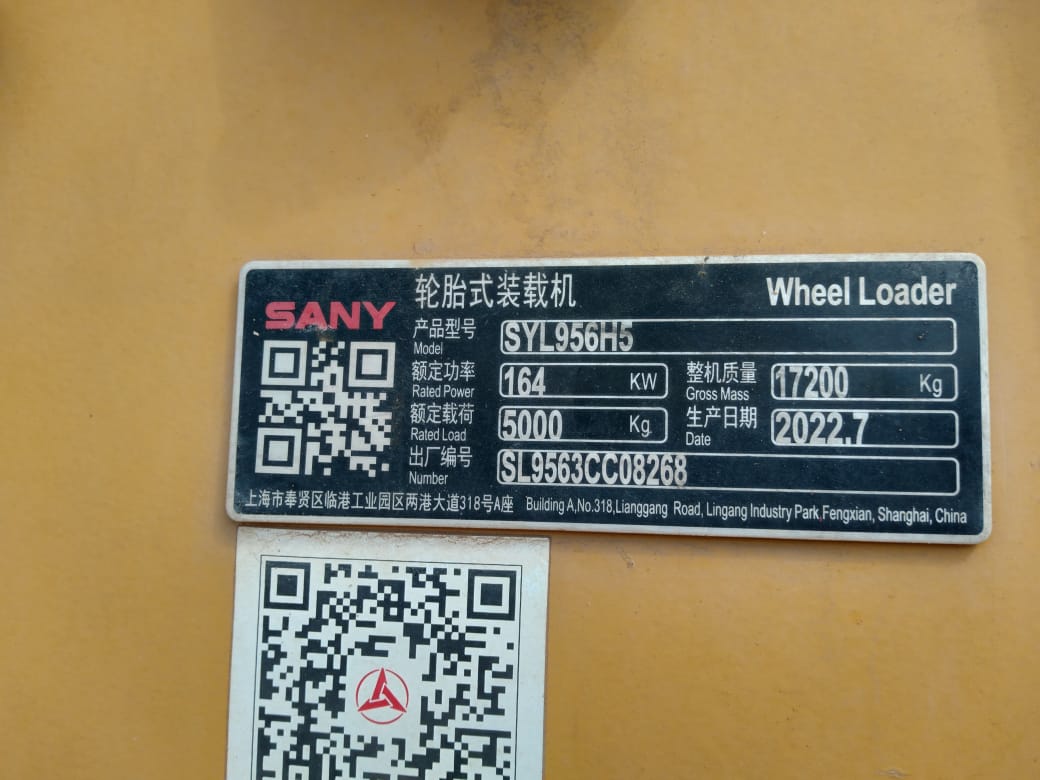 SANY
轮胎式装载机 Wheel Loader
产品型号 Model SYL956H5
额定功率 Rated Power 164 KW 整机质量 Gross Mass 17200 Kg
额定载荷 Rated Load 5000 Kg 生产日期 Date 2022.7
出厂编号 Number SL9563CC08268
上海市奉贤区临港工业园区两港大道318号A座 Building A,No.318,Lianggang Road, Lingang Industry Park Fengxian, Shanghai, China